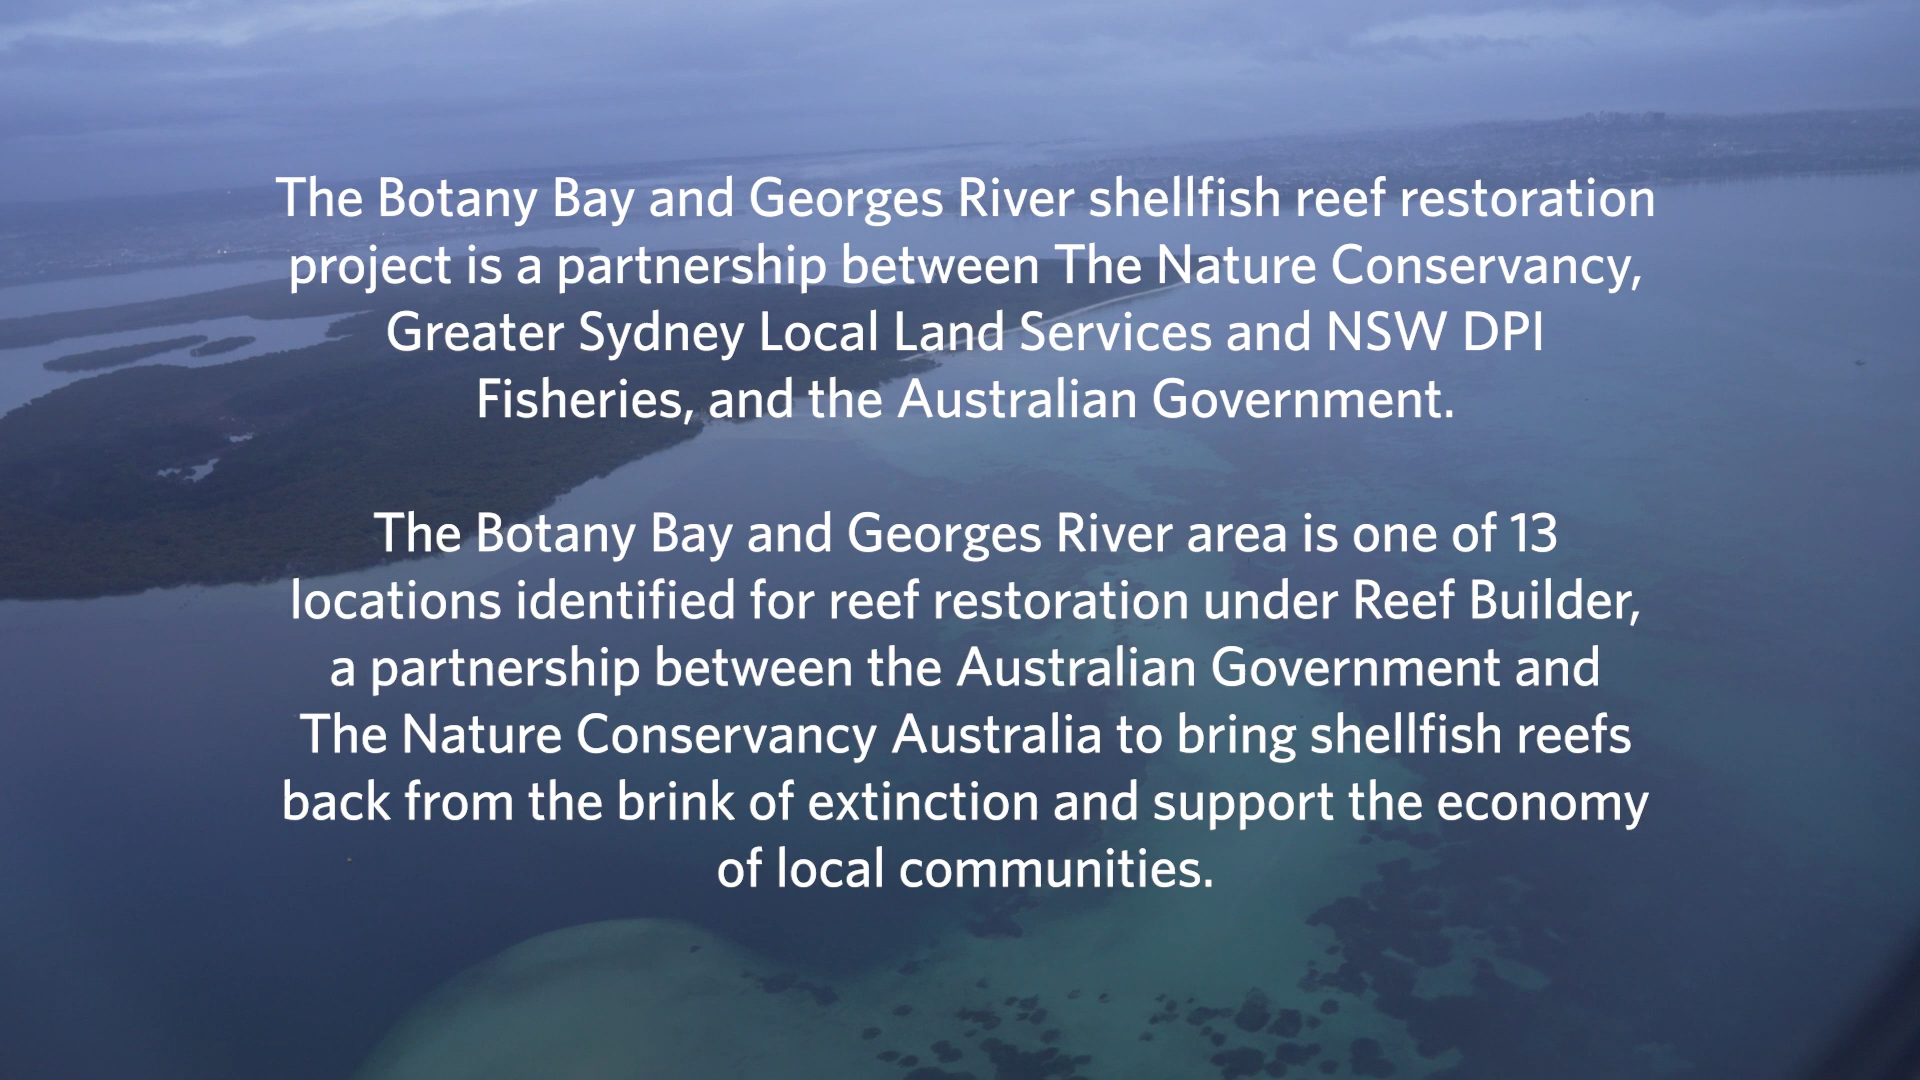 The Botany Bay and Georges River shellfish reef restoration
project is a partnership between The Nature Conservancy,
Greater Sydney Local Land Services and NSW DPI
Fisheries, and the Australian Government.
The Botany Bay and Georges River area is one of 13
locations identified for reef restoration under Reef Builder,
a partnership between the Australian Government and
The Nature Conservancy Australia to bring shellfish reefs
back from the brink of extinction and support the economy
of local communities.